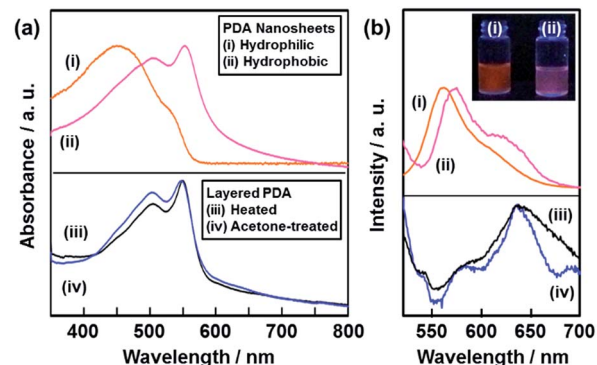 (a)
PDA Nanosheets
(i) Hydrophilic
(ii) Hydrophobic
(i)
(ii)
Layered PDA
(iii) Heated
(iv) Acetone-treated
(iii)
(iv)
Absorbance / a. u.
400 500 600 700 800
Wavelength / nm
(b)
(i) (ii)
(i)
(ii)
(iii)
(iv)
Intensity / a. u.
550 600 650 700
Wavelength / nm